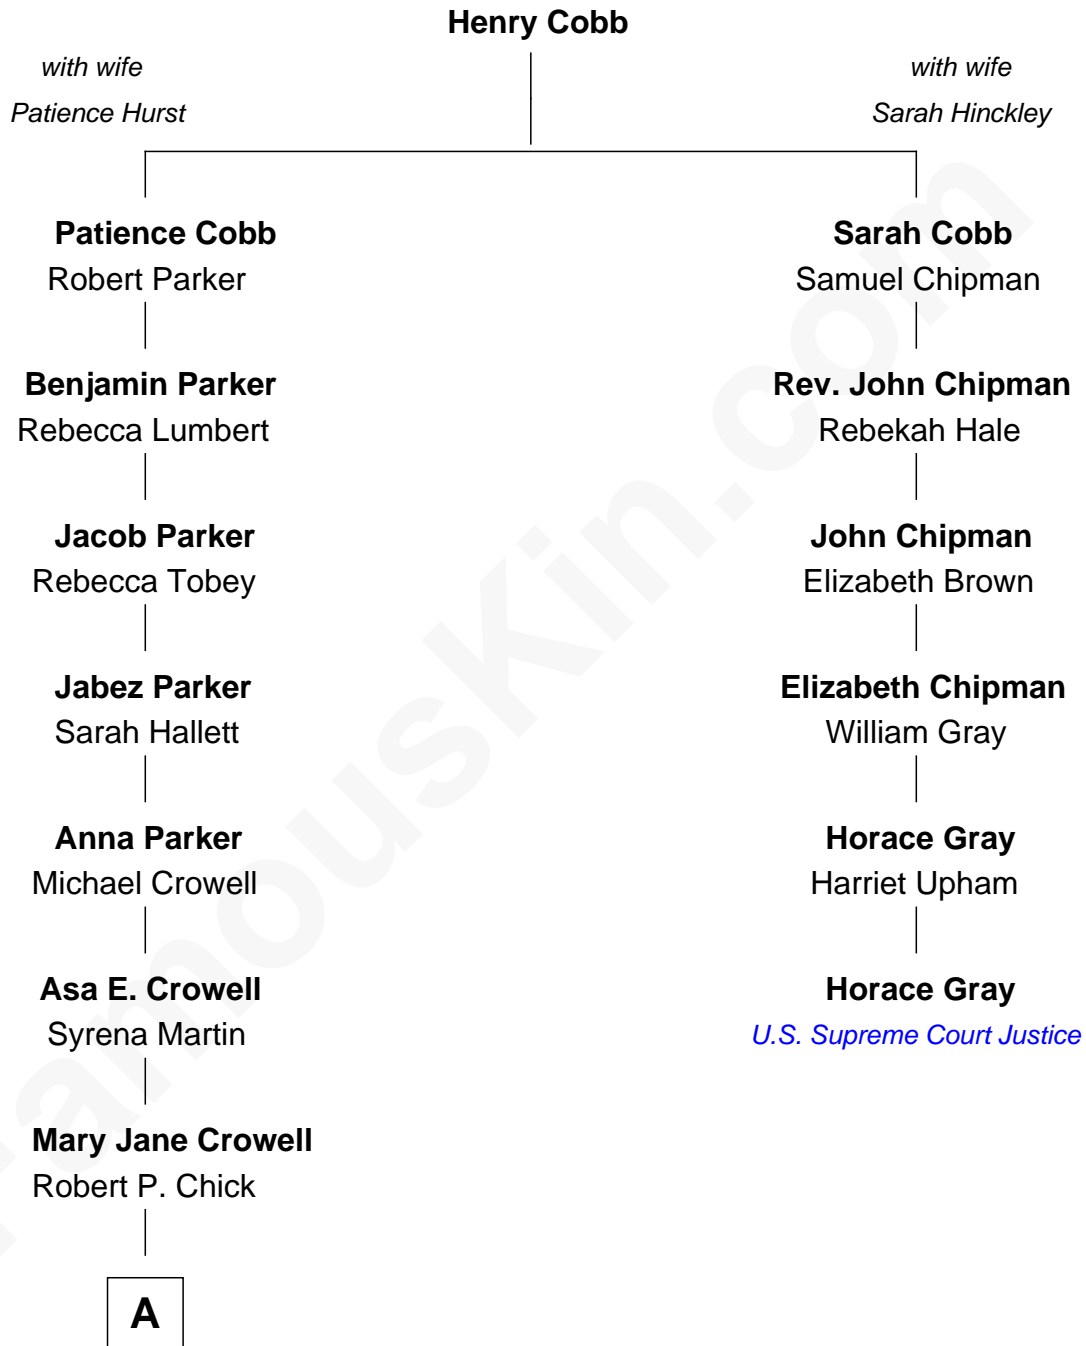 Henry Cobb
with wife
Patience Hurst
with wife
Sarah Hinckley
Patience Cobb
Robert Parker
Benjamin Parker
Rebecca Lumbert
Jacob Parker
Rebecca Tobey
Jabez Parker
Sarah Hallett
Anna Parker
Michael Crowell
Asa E. Crowell
Syrena Martin
Mary Jane Crowell
Robert P. Chick
A
Sarah Cobb
Samuel Chipman
Rev. John Chipman
Rebekah Hale
John Chipman
Elizabeth Brown
Elizabeth Chipman
William Gray
Horace Gray
Harriet Upham
Horace Gray
U.S. Supreme Court Justice
FamousKin.com